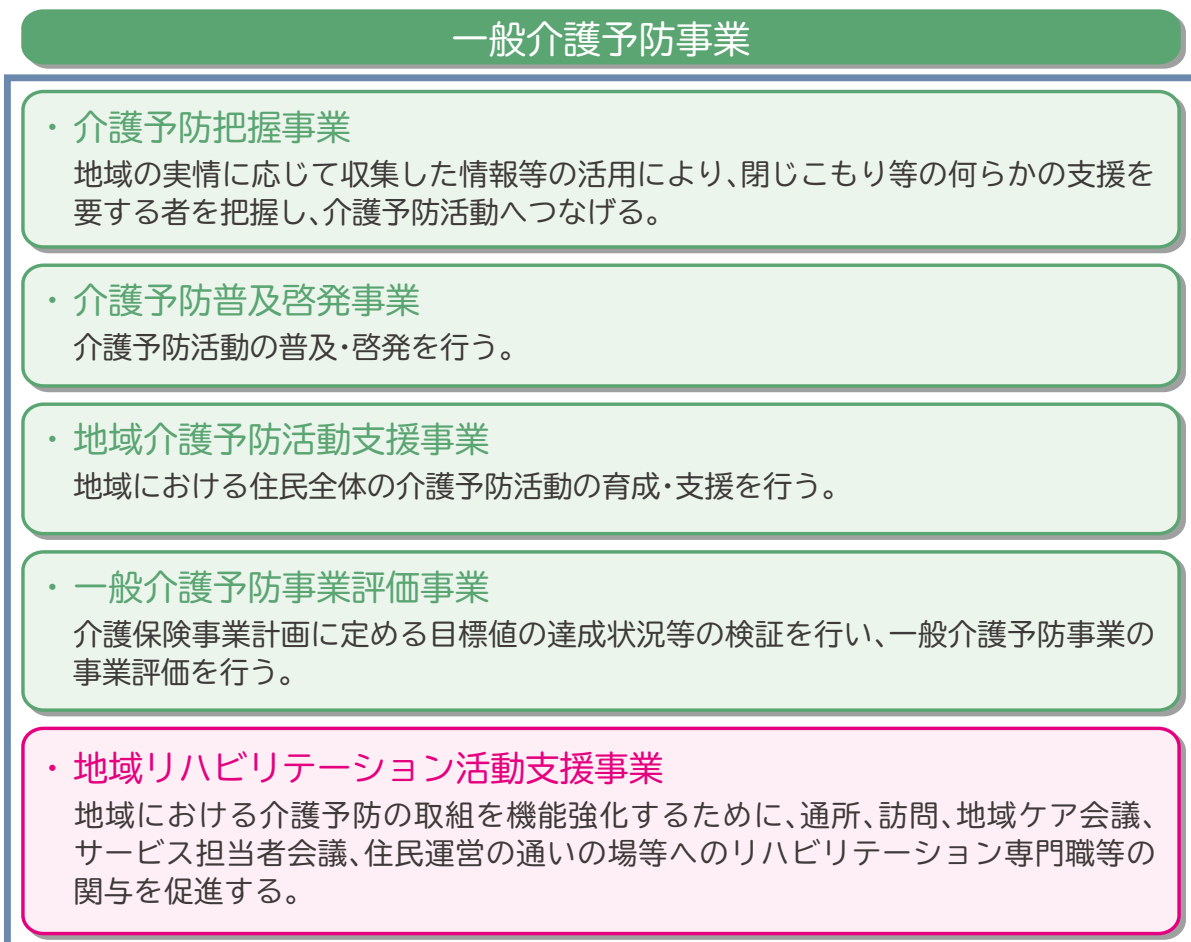 一般介護予防事業
・介護予防把握事業
地域の実情に応じて収集した情報等の活用により、閉じこもり等の何らかの支援を
要する者を把握し、介護予防活動へつなげる。
・介護予防普及啓発事業
介護予防活動の普及・啓発を行う。
・地域介護予防活動支援事業
地域における住民全体の介護予防活動の育成・支援を行う。
・一般介護予防事業評価事業
介護保険事業計画に定める目標値の達成状況等の検証を行い、一般介護予防事業の
事業評価を行う。
・地域リハビリテーション活動支援事業
地域における介護予防の取組を機能強化するために、通所、訪問、地域ケア会議、
サービス担当者会議、住民運営の通いの場等へのリハビリテーション専門職等の
関与を促進する。